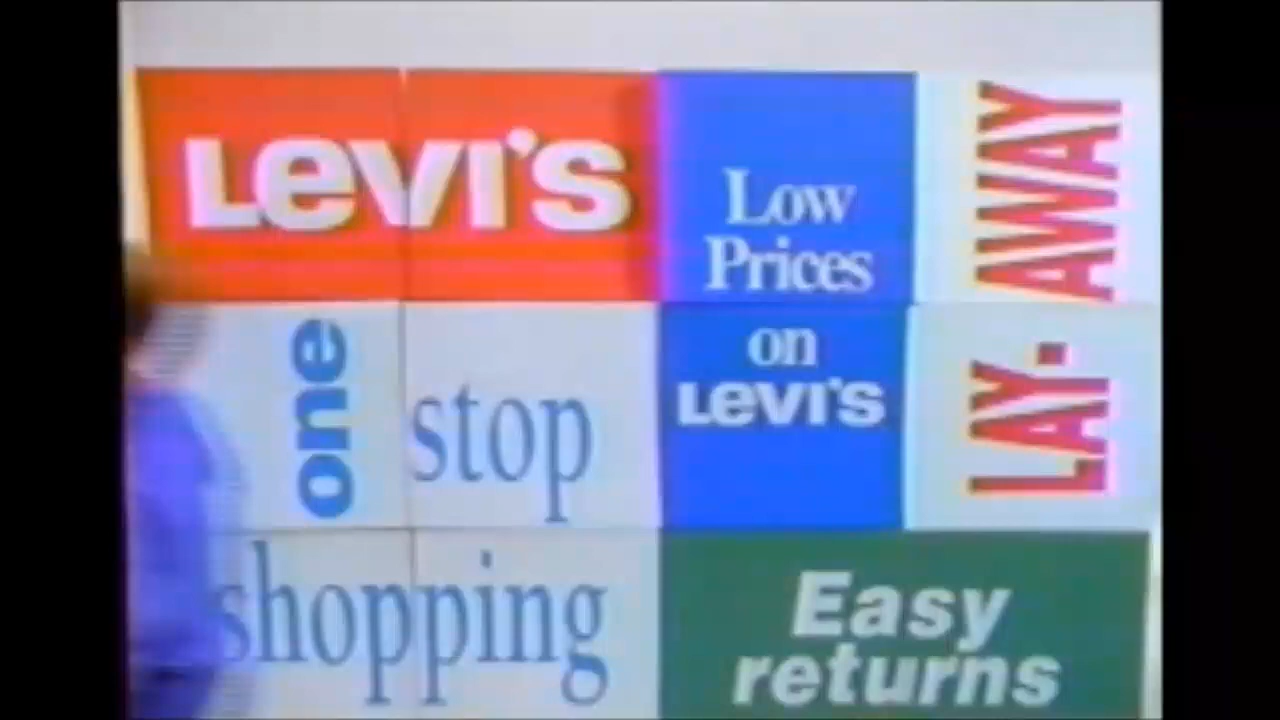 LEVI'S
Low
Prices
on
LEVI'S
LAY-AWAY
one
stop
shopping
Easy
returns